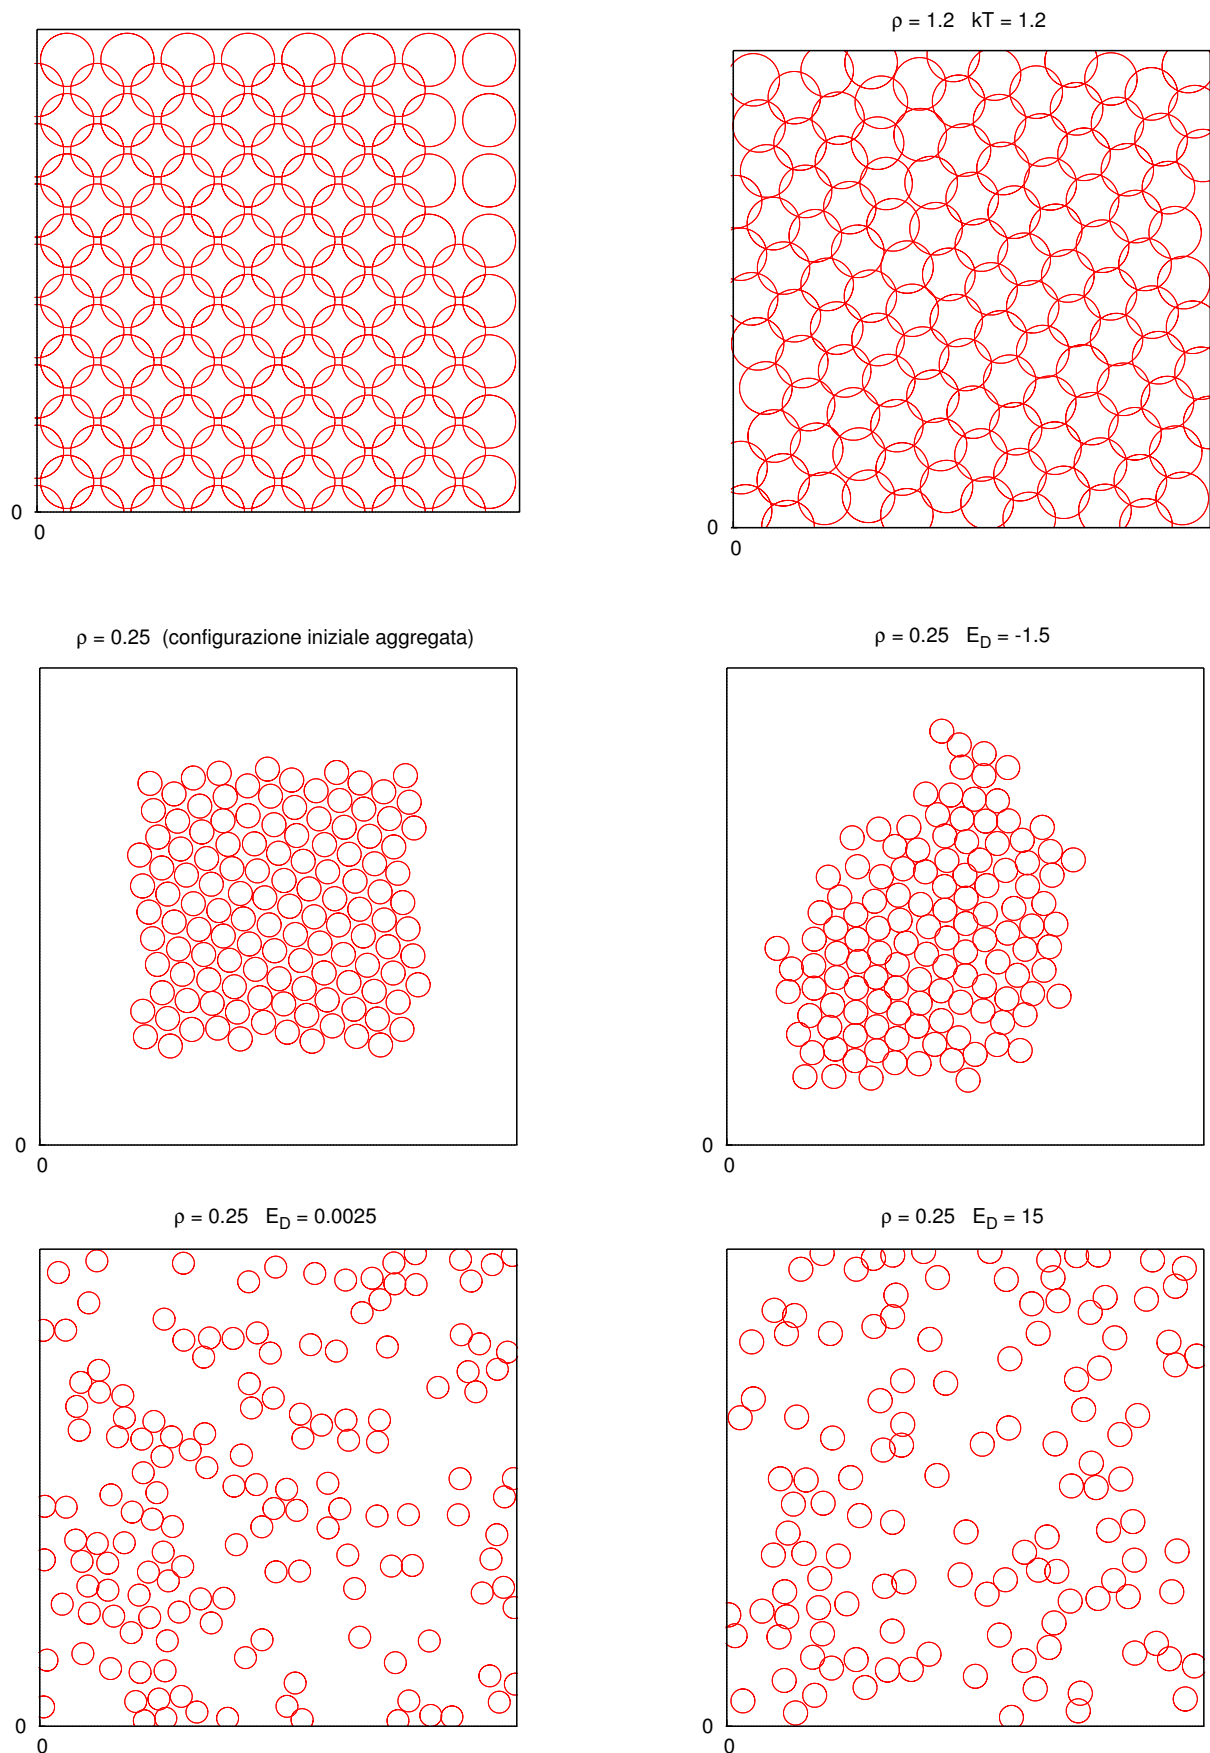 ρ = 1.2 kT = 1.2
0
0
0
0
ρ = 0.25 (configurazione iniziale aggregata)
ρ = 0.25 E_D = -1.5
0
0
0
0
ρ = 0.25 E_D = 0.0025
ρ = 0.25 E_D = 15
0
0
0
0